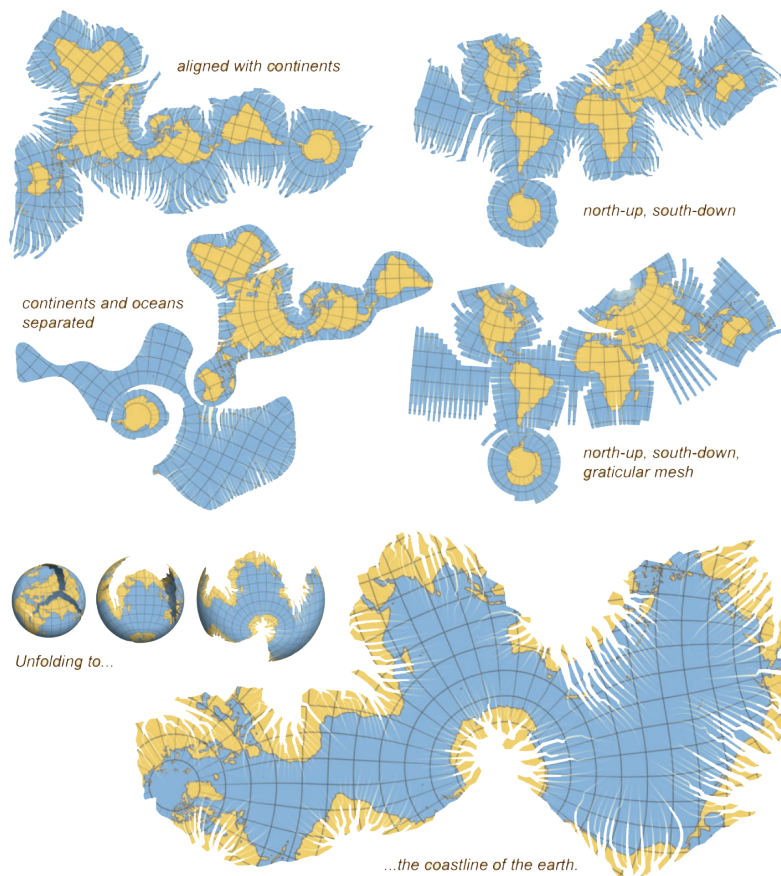 aligned with continents
north-up, south-down
continents and oceans
separated
north-up, south-down,
graticular mesh
Unfolding to...
...the coastline of the earth.